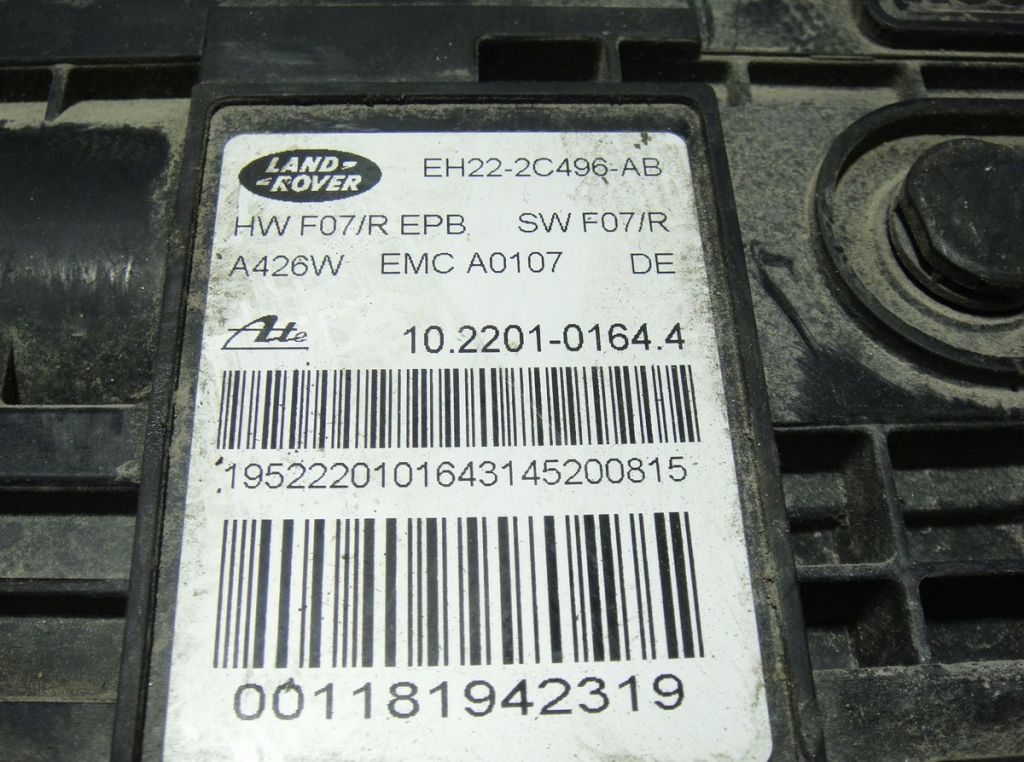 LAND-
-ROVER
EH22-2C496-AB
HW F07/R EPB SW F07/R
A426W EMC A0107 DE
Ate 10.2201-0164.4
1952220101643145200815
001181942319